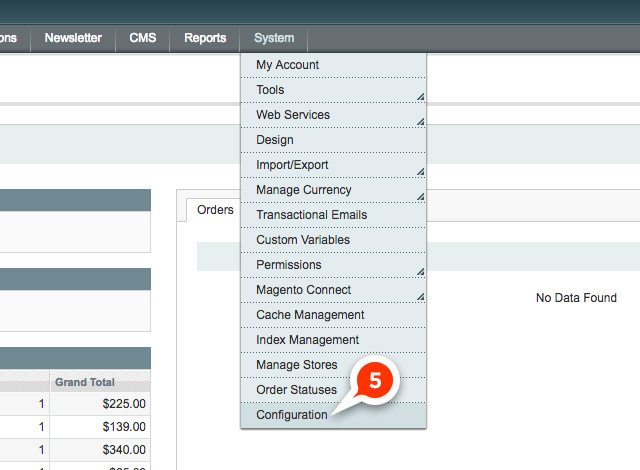 ons Newsletter CMS Reports System
My Account
Tools
Web Services
Design
Import/Export
Manage Currency
Transactional Emails
Orders
Custom Variables
Permissions
Magento Connect
No Data Found
Cache Management
Index Management
Manage Stores
5
Order Statuses
Configuration
Grand Total
1 $225.00
1 $139.00
1 $340.00